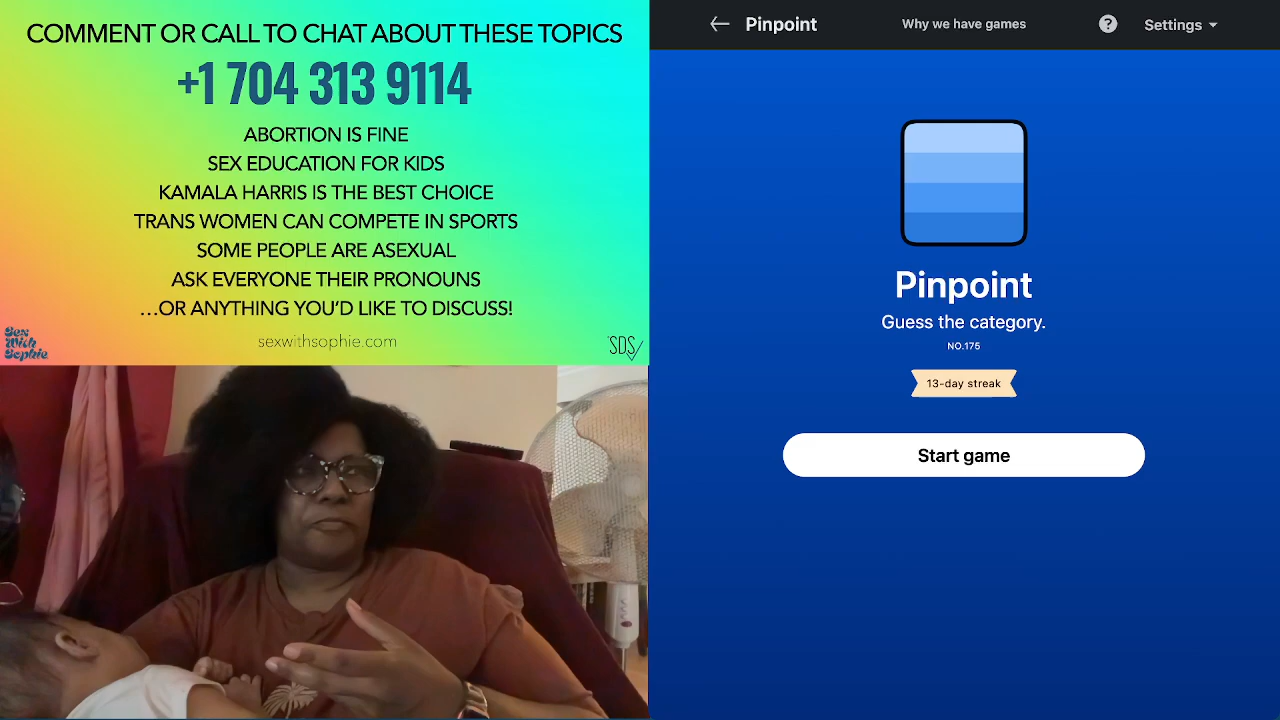 COMMENT OR CALL TO CHAT ABOUT THESE TOPICS
+1 704 313 9114
ABORTION IS FINE
SEX EDUCATION FOR KIDS
KAMALA HARRIS IS THE BEST CHOICE
TRANS WOMEN CAN COMPETE IN SPORTS
SOME PEOPLE ARE ASEXUAL
ASK EVERYONE THEIR PRONOUNS
...OR ANYTHING YOU'D LIKE TO DISCUSS!
sexwithsophie.com
Sex
With
Sophie
SDS
Pinpoint
Why we have games
?
Settings
Pinpoint
Guess the category.
NO.175
13-day streak
Start game